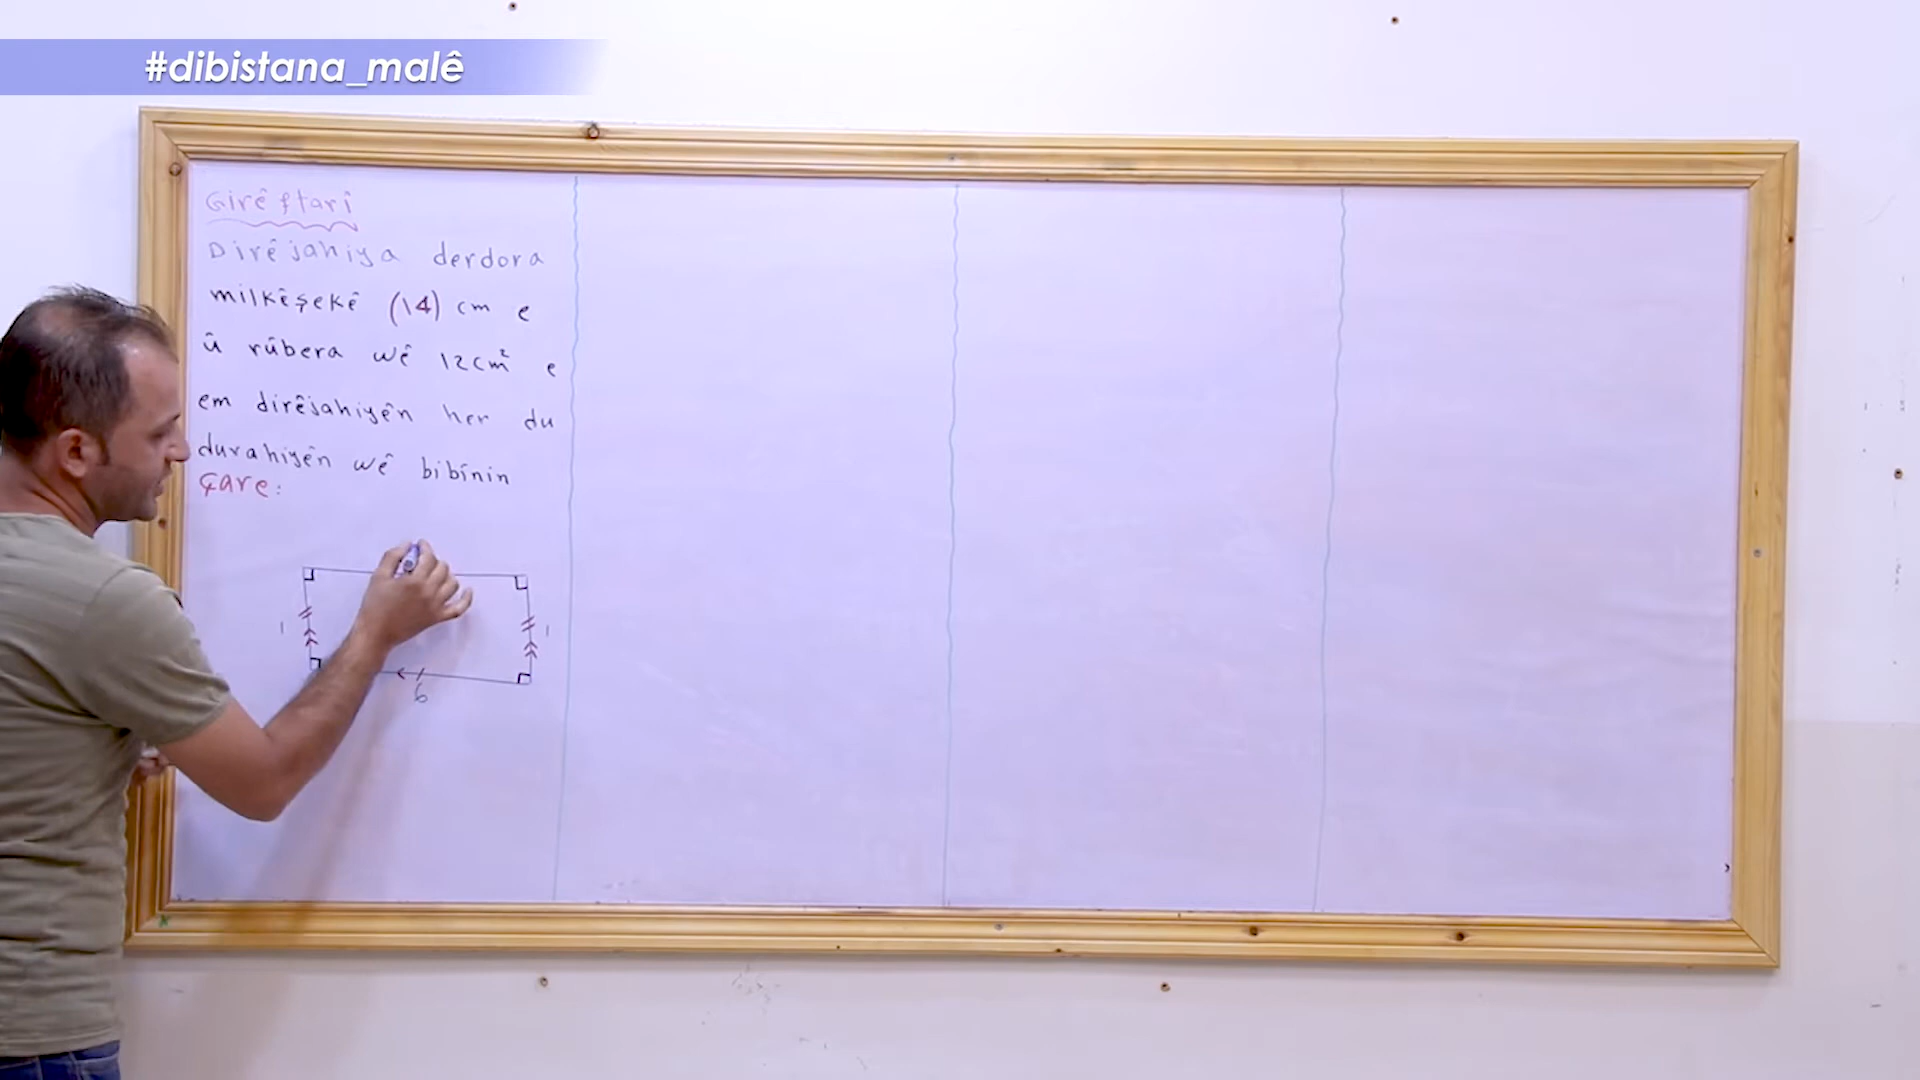 #dibistana_malê
Girêftarî
Dirêjahiya derdora
milkêşekê (14) cm e
û rûbera wê 12cm² e
em dirêjahiyên her du
durahiyên wê bibînin
Çare:
1 1
6